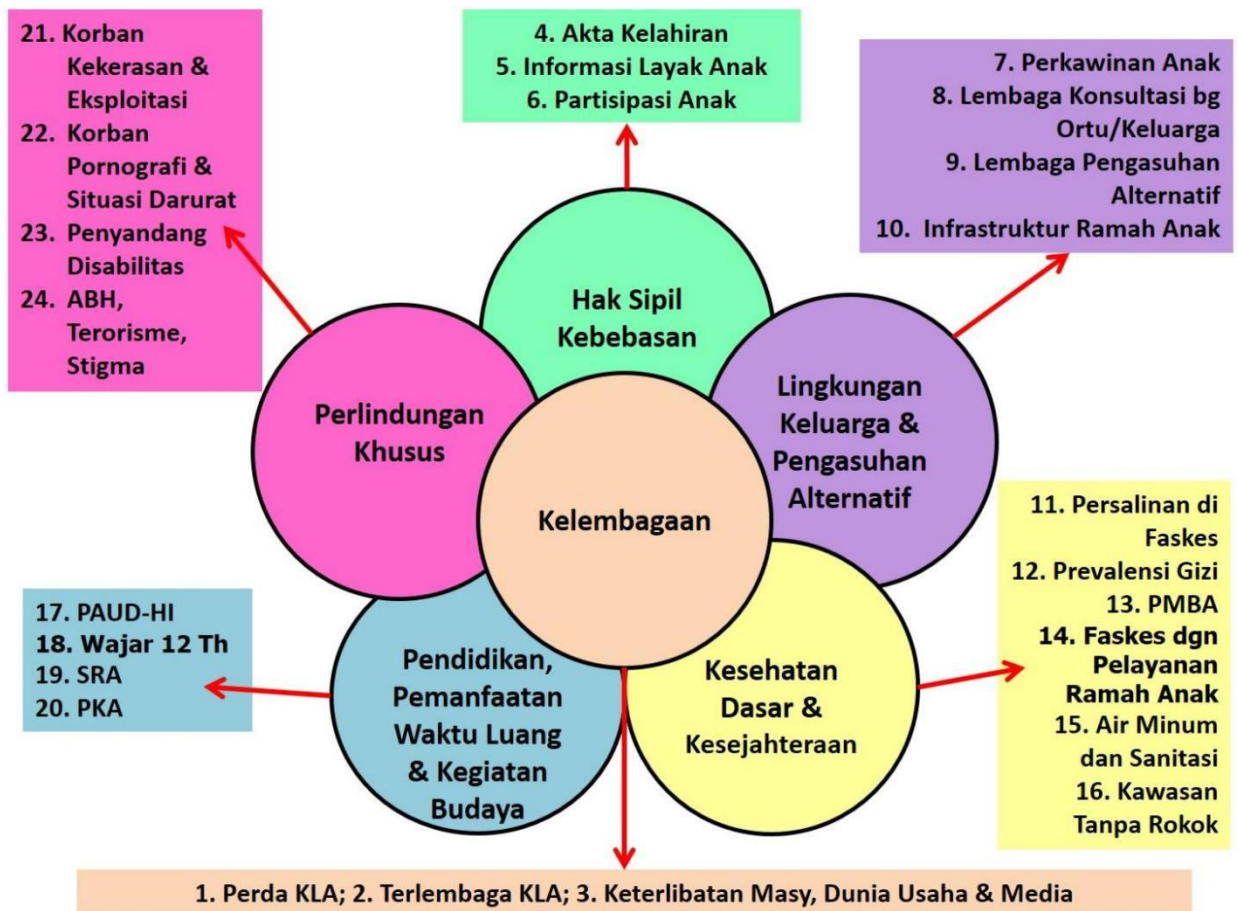 21. Korban
Kekerasan &
Eksploitasi
22. Korban
Pornografi &
Situasi Darurat
23. Penyandang
Disabilitas
24. ABH,
Terorisme,
Stigma
4. Akta Kelahiran
5. Informasi Layak Anak
6. Partisipasi Anak
7. Perkawinan Anak
8. Lembaga Konsultasi bg
Ortu/Keluarga
9. Lembaga Pengasuhan
Alternatif
10. Infrastruktur Ramah Anak
Hak Sipil
Kebebasan
Perlindungan
Khusus
Lingkungan
Keluarga &
Pengasuhan
Alternatif
Kelembagaan
11. Persalinan di
Faskes
12. Prevalensi Gizi
13. PMBA
14. Faskes dgn
Pelayanan
Ramah Anak
15. Air Minum
dan Sanitasi
16. Kawasan
Tanpa Rokok
17. PAUD-HI
18. Wajar 12 Th
19. SRA
20. PKA
Pendidikan,
Pemanfaatan
Waktu Luang
& Kegiatan
Budaya
Kesehatan
Dasar &
Kesejahteraan
1. Perda KLA; 2. Terlembaga KLA; 3. Keterlibatan Masy, Dunia Usaha & Media